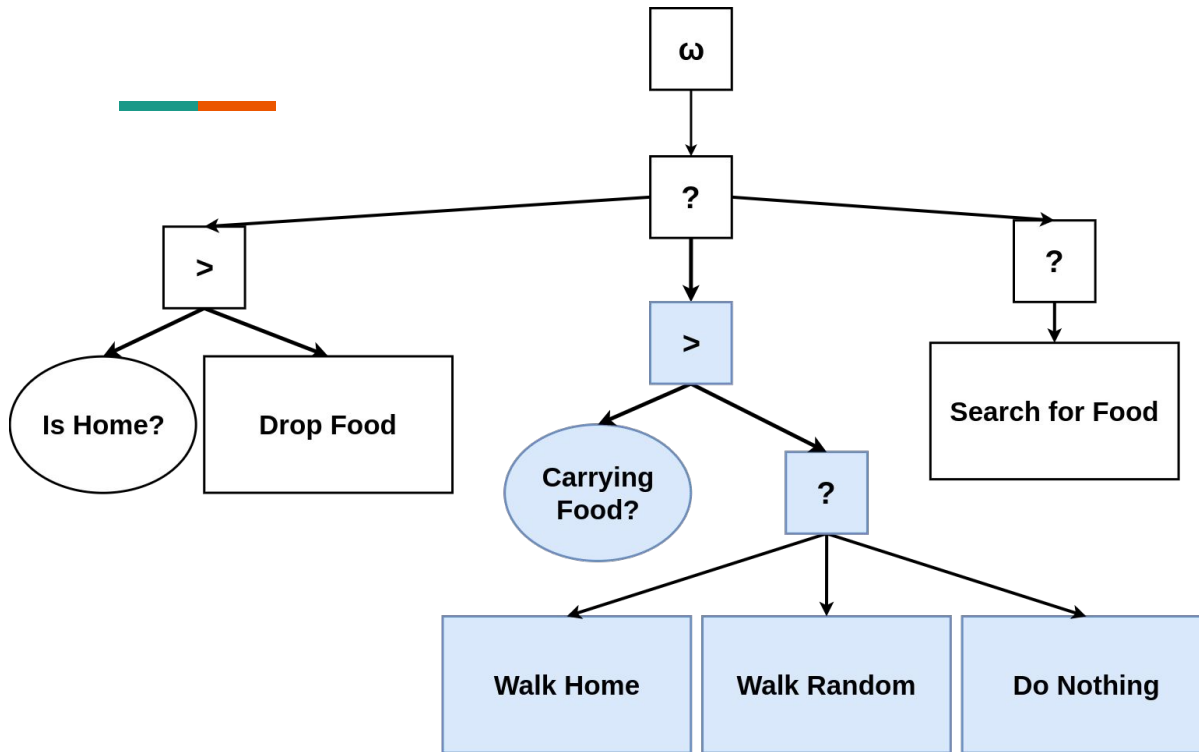 ω
?
>
?
>
Is Home?
Drop Food
Search for Food
Carrying
Food?
?
Walk Home
Walk Random
Do Nothing